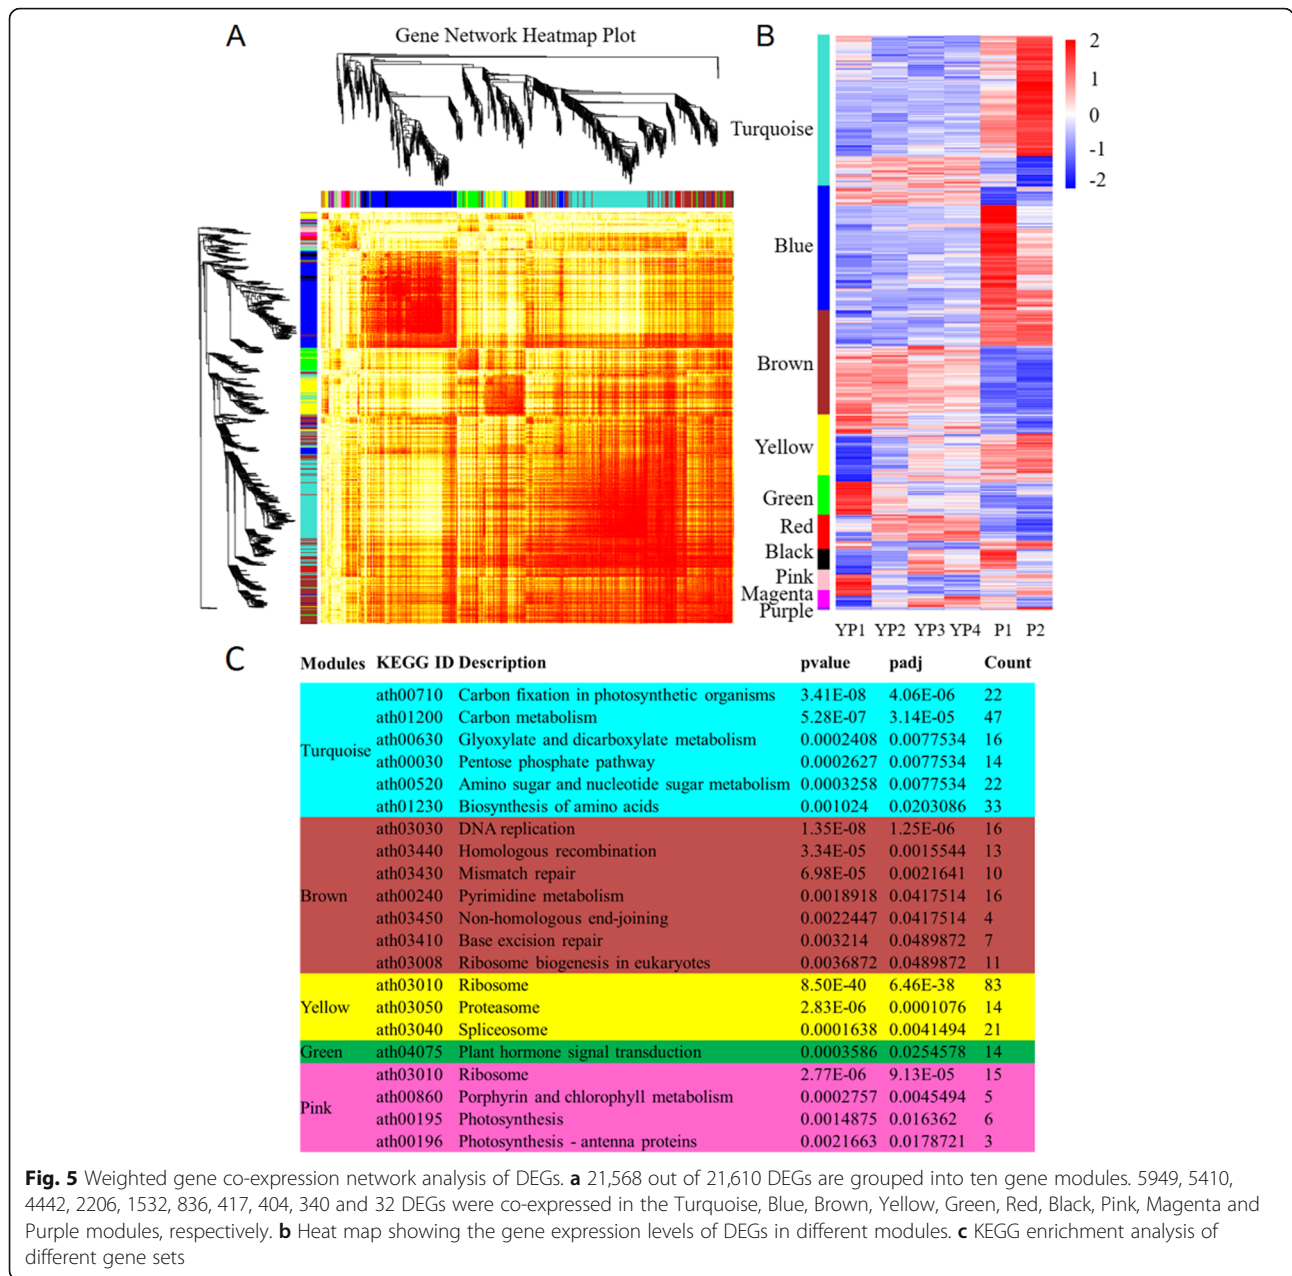 A
Gene Network Heatmap Plot
B
2
1
0
-1
-2
Turquoise
Blue
Brown
Yellow
Green
Red
Black
Pink
Magenta
Purple
YP1 YP2 YP3 YP4 P1 P2
C
Modules KEGG ID Description pvalue padj Count
Turquoise
ath00710 Carbon fixation in photosynthetic organisms 3.41E-08 4.06E-06 22
ath01200 Carbon metabolism 5.28E-07 3.14E-05 47
ath00630 Glyoxylate and dicarboxylate metabolism 0.0002408 0.0077534 16
ath00030 Pentose phosphate pathway 0.0002627 0.0077534 14
ath00520 Amino sugar and nucleotide sugar metabolism 0.0003258 0.0077534 22
ath01230 Biosynthesis of amino acids 0.001024 0.0203086 33
Brown
ath03030 DNA replication 1.35E-08 1.25E-06 16
ath03440 Homologous recombination 3.34E-05 0.0015544 13
ath03430 Mismatch repair 6.98E-05 0.0021641 10
ath00240 Pyrimidine metabolism 0.0018918 0.0417514 16
ath03450 Non-homologous end-joining 0.0022447 0.0417514 4
ath03410 Base excision repair 0.003214 0.0489872 7
ath03008 Ribosome biogenesis in eukaryotes 0.0036872 0.0489872 11
Yellow
ath03010 Ribosome 8.50E-40 6.46E-38 83
ath03050 Proteasome 2.83E-06 0.0001076 14
ath03040 Spliceosome 0.0001638 0.0041494 21
Green ath04075 Plant hormone signal transduction 0.0003586 0.0254578 14
Pink
ath03010 Ribosome 2.77E-06 9.13E-05 15
ath00860 Porphyrin and chlorophyll metabolism 0.0002757 0.0045494 5
ath00195 Photosynthesis 0.0014875 0.016362 6
ath00196 Photosynthesis - antenna proteins 0.0021663 0.0178721 3
Fig. 5 Weighted gene co-expression network analysis of DEGs. a 21,568 out of 21,610 DEGs are grouped into ten gene modules. 5949, 5410,
4442, 2206, 1532, 836, 417, 404, 340 and 32 DEGs were co-expressed in the Turquoise, Blue, Brown, Yellow, Green, Red, Black, Pink, Magenta and
Purple modules, respectively. b Heat map showing the gene expression levels of DEGs in different modules. c KEGG enrichment analysis of
different gene sets